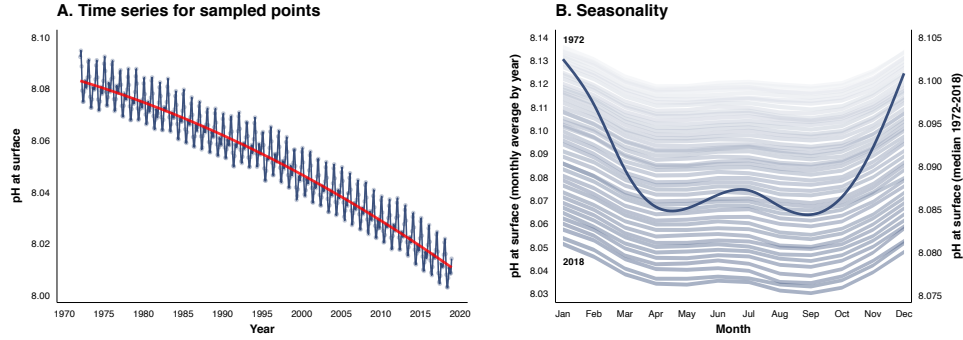 A. Time series for sampled points
pH at surface
8.10
8.08
8.06
8.04
8.02
8.00
1970
1975
1980
1985
1990
1995
2000
2005
2010
2015
2020
Year
B. Seasonality
pH at surface (monthly average by year)
8.14
8.13
8.12
8.11
8.10
8.09
8.08
8.07
8.06
8.05
8.04
8.03
1972
2018
Jan
Feb
Mar
Apr
May
Jun
Jul
Aug
Sep
Oct
Nov
Dec
Month
8.105
8.100
8.095
8.090
8.085
8.080
8.075
pH at surface (median 1972-2018)